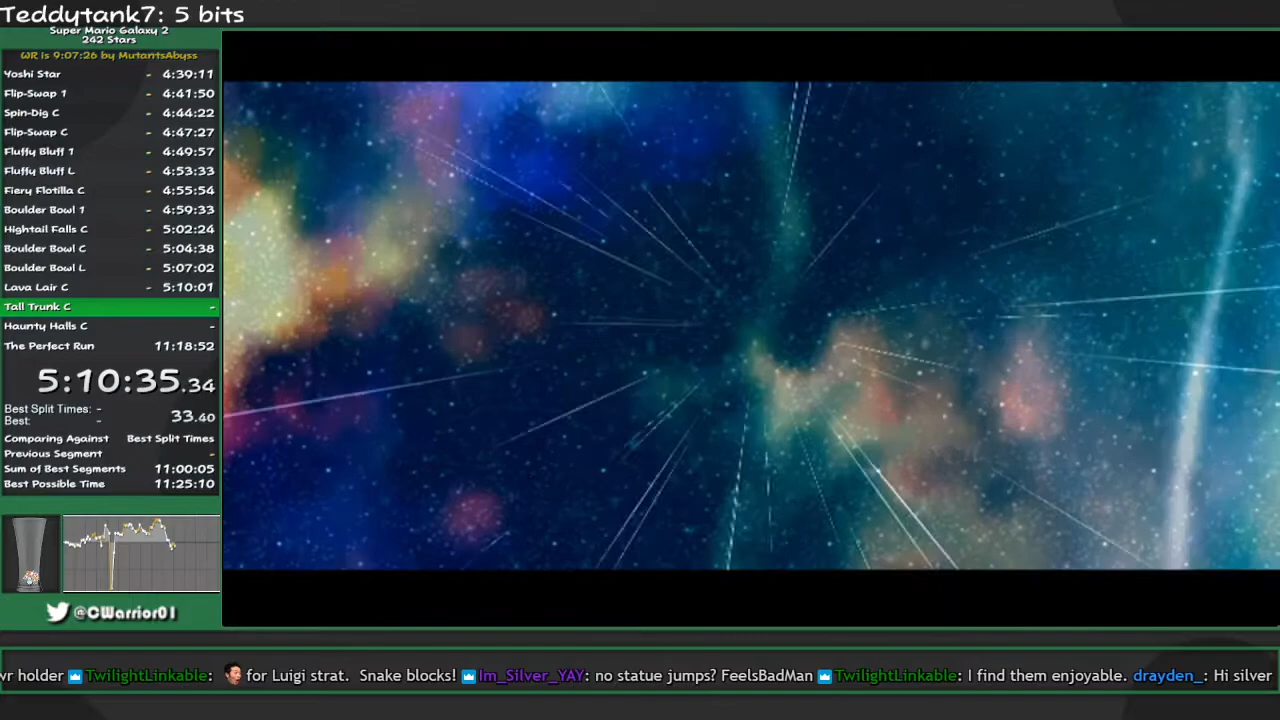 Teddytank7: 5 bits
Super Mario Galaxy 2
242 Stars
WR is 9:07:26 by MutantsAbyss
Yoshi Star - 4:39:11
Flip-Swap 1 - 4:41:50
Spin-Dig C - 4:44:22
Flip-Swap C - 4:47:27
Fluffy Bluff 1 - 4:49:57
Fluffy Bluff L - 4:53:33
Fiery Flotilla C - 4:55:54
Boulder Bowl 1 - 4:59:33
Hightail Falls C - 5:02:24
Boulder Bowl C - 5:04:38
Boulder Bowl L - 5:07:02
Lava Lair C - 5:10:01
Tall Trunk C -
Haunty Halls C -
The Perfect Run 11:18:52
5:10:35.34
Best Split Times: - 33.40
Best: -
Comparing Against Best Split Times
Previous Segment -
Sum of Best Segments 11:00:05
Best Possible Time 11:25:10
@CWarrior01
wr holder TwilightLinkable: for Luigi strat. Snake blocks! Im_Silver_YAY: no statue jumps? FeelsBadMan TwilightLinkable: I find them enjoyable. drayden_: Hi silver